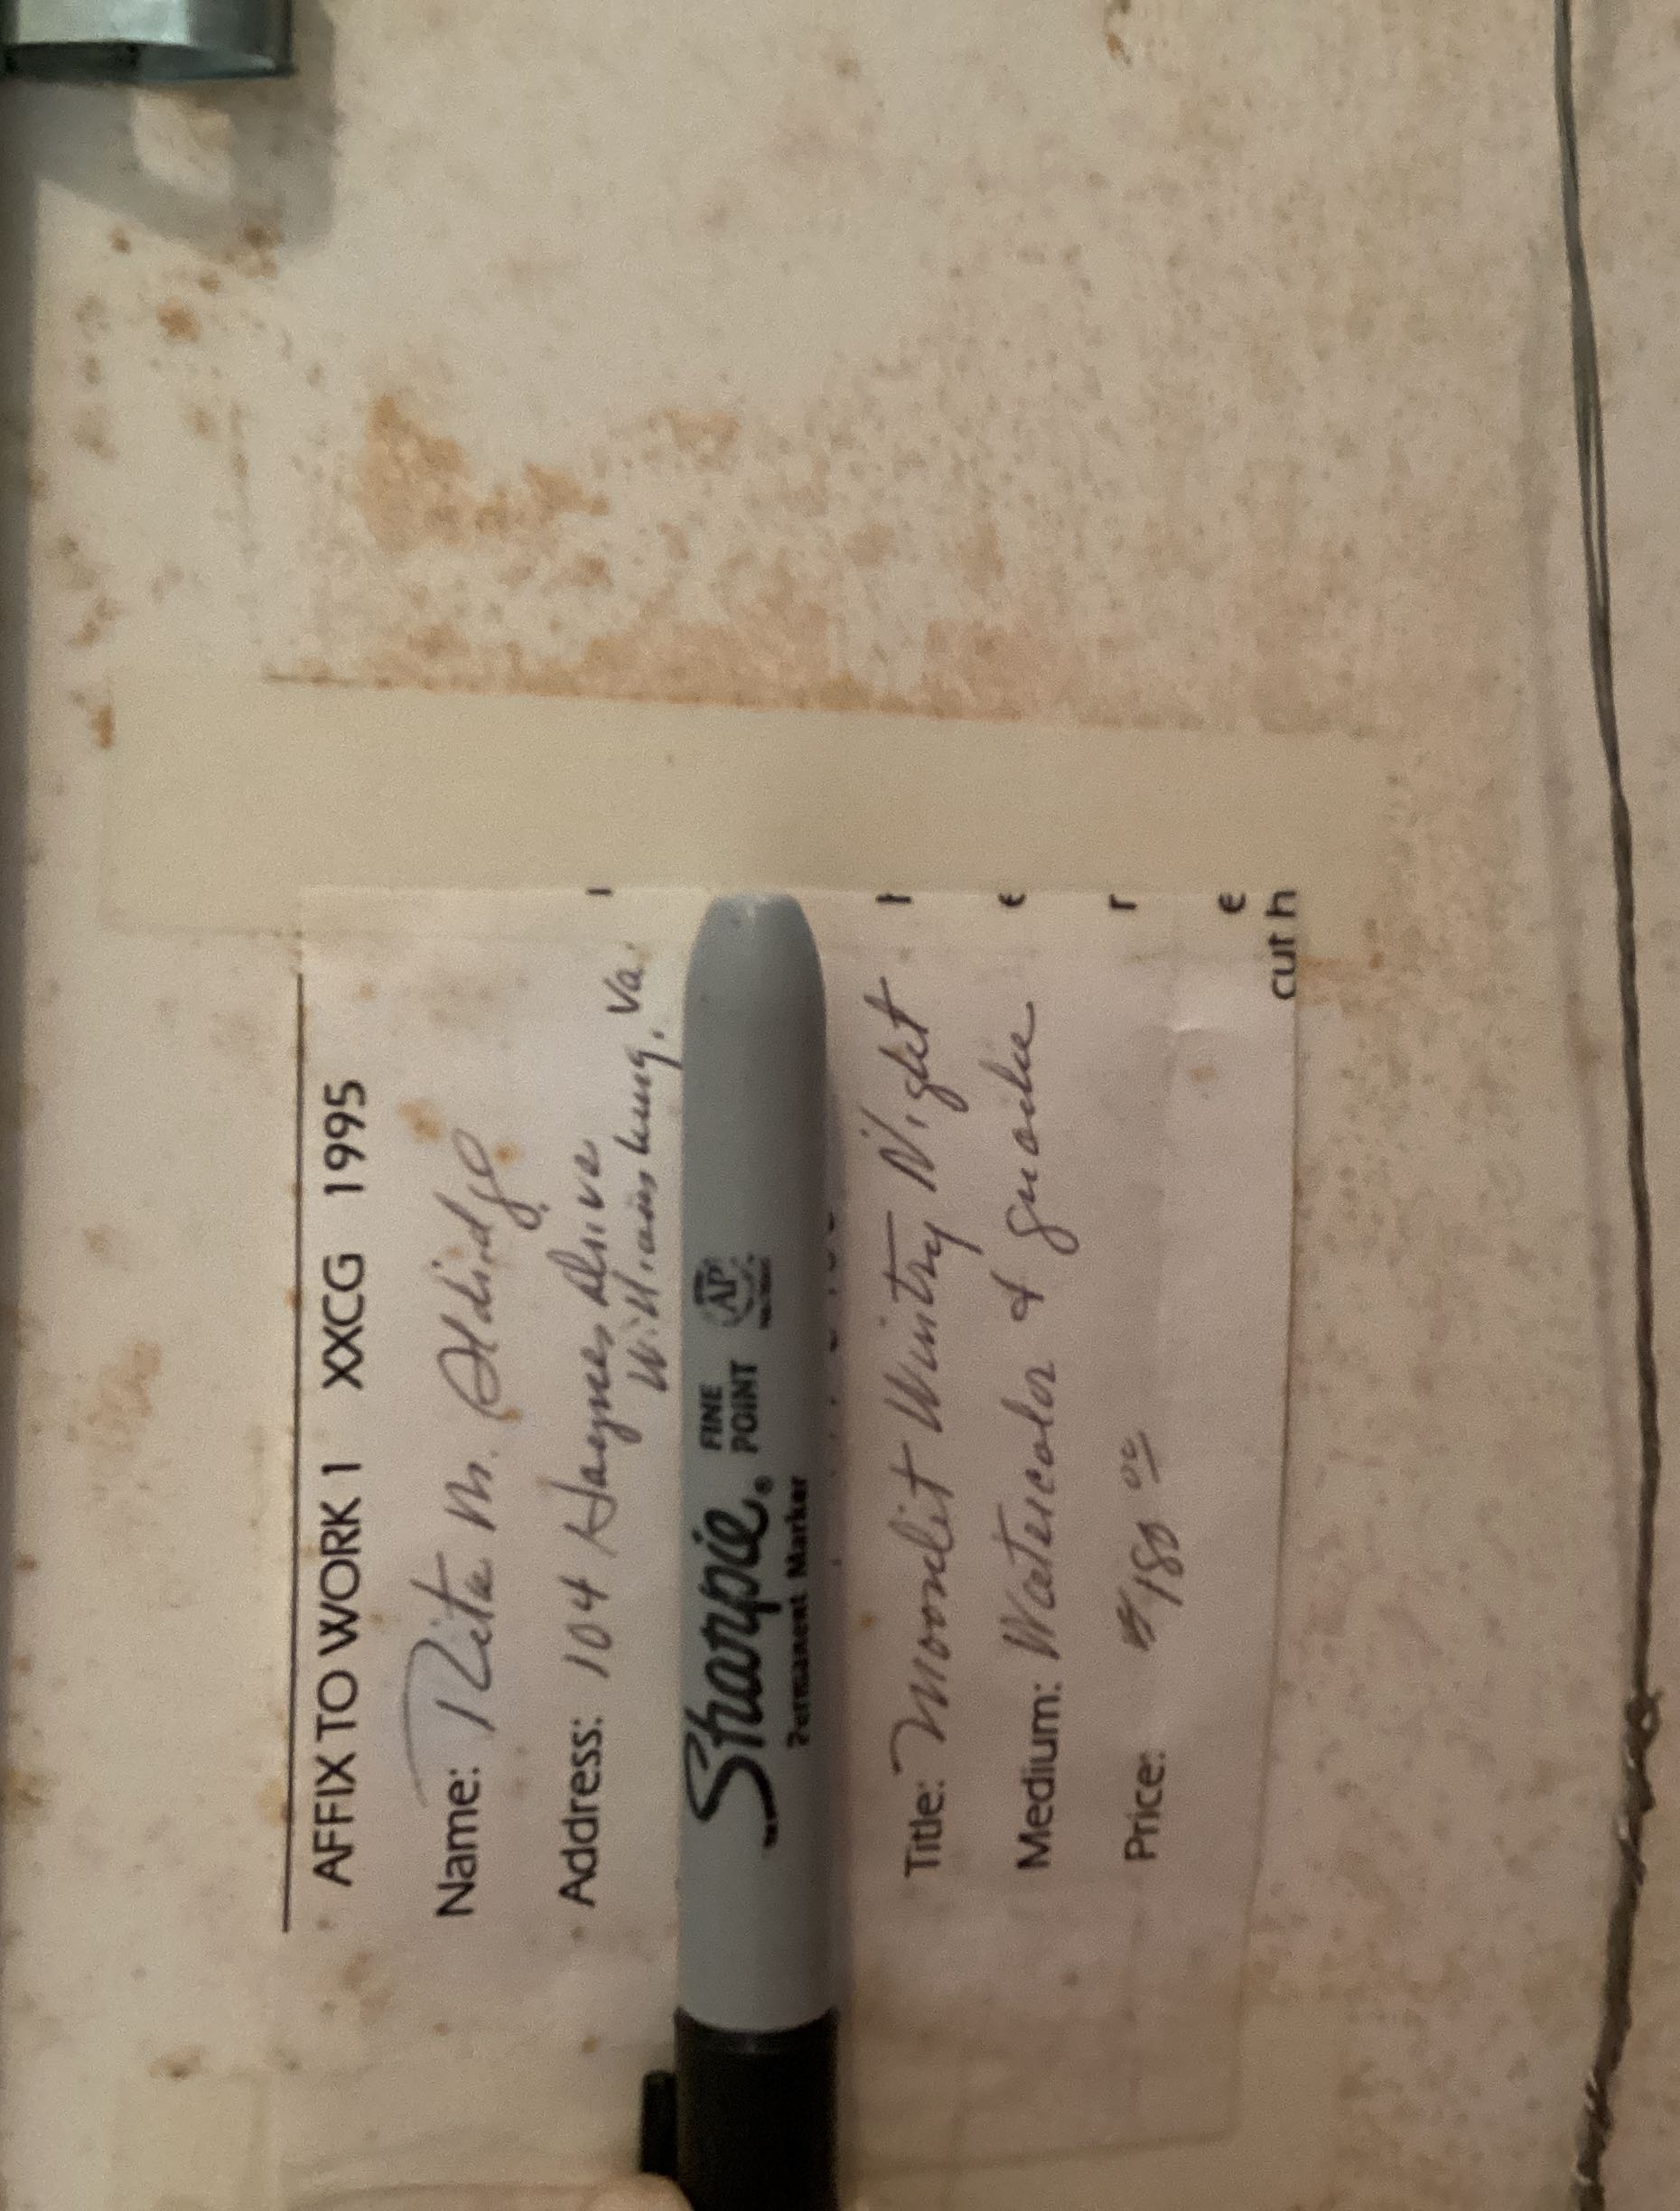 AFFIX TO WORK 1 XXCG 1995
Name: Rita M. Aldridge
Address: 104 Haynes Drive
Williamsburg, Va.
Sharpie® FINE POINT AP
Permanent Marker
Title: Moonlit Wintry Night
Medium: Watercolor & gouache
Price: $180 00
r
e
cut h